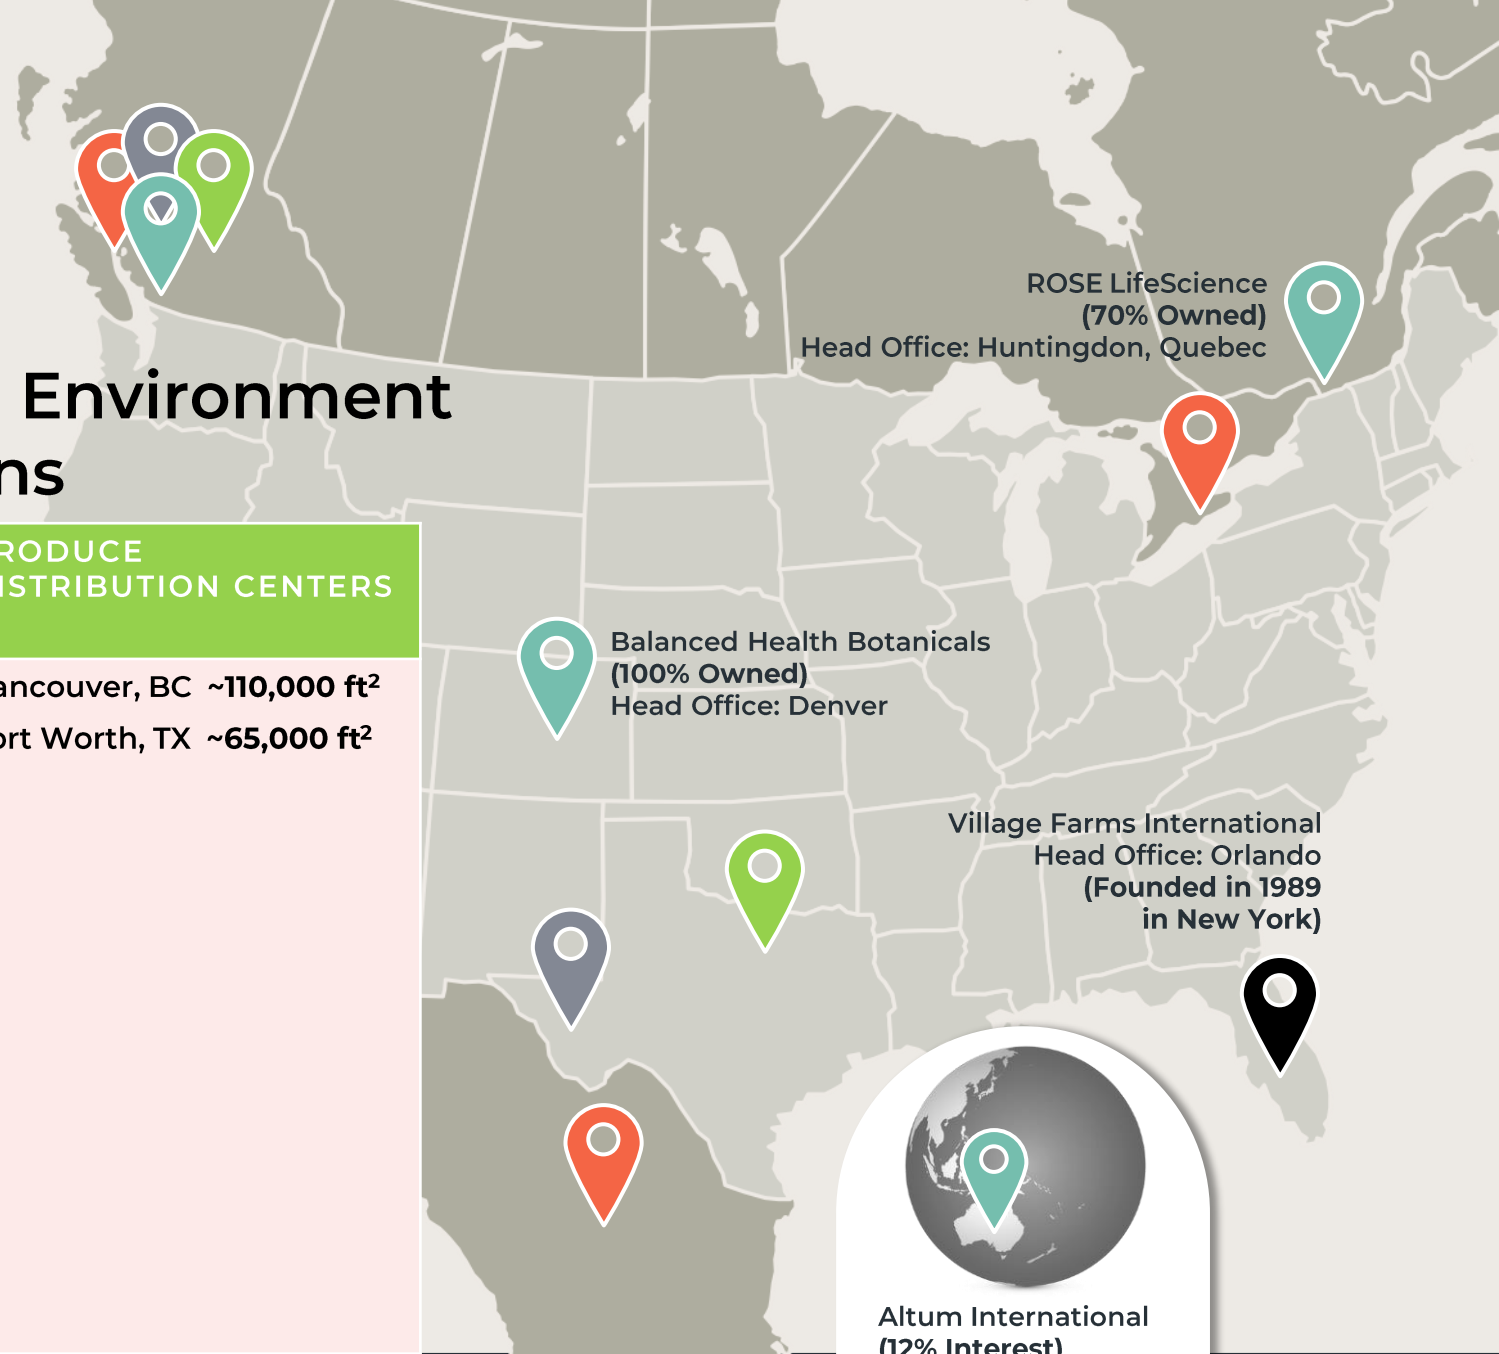 Environment
ns
RODUCE
ISTRIBUTION CENTERS
ancouver, BC ~110,000 ft²
ort Worth, TX ~65,000 ft²
ROSE LifeScience
(70% Owned)
Head Office: Huntingdon, Quebec
Balanced Health Botanicals
(100% Owned)
Head Office: Denver
Village Farms International
Head Office: Orlando
(Founded in 1989
in New York)
Altum International
(12% Interest)